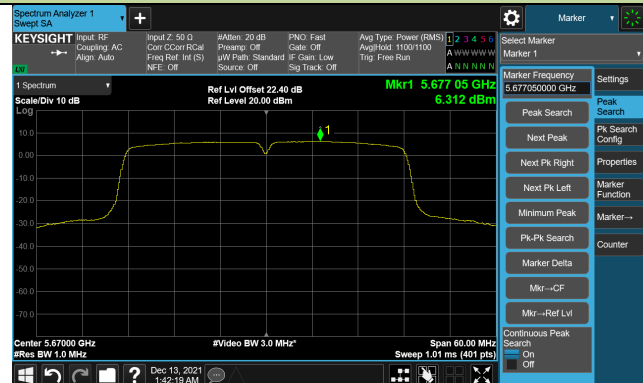 Spectrum Analyzer 1
Swept SA
+
Marker
KEYSIGHT
Input: RF
Coupling: AC
Align: Auto
Input Z: 50 Ω
Corr CCorr RCal
Freq Ref: Int (S)
NFE: Off
#Atten: 20 dB
Preamp: Off
µW Path: Standard
Source: Off
PNO: Fast
Gate: Off
IF Gain: Low
Sig Track: Off
Avg Type: Power (RMS)
Avg|Hold: 1100/1100
Trig: Free Run
1 2 3 4 5 6
A W W W W W
A N N N N N
LXI
Select Marker
Marker 1
1 Spectrum
Scale/Div 10 dB
Ref Lvl Offset 22.40 dB
Ref Level 20.00 dBm
Mkr1 5.677 05 GHz
6.312 dBm
Log
10.0
0.00
-10.0
-20.0
-30.0
-40.0
-50.0
-60.0
-70.0
1
Center 5.67000 GHz
#Res BW 1.0 MHz
#Video BW 3.0 MHz*
Span 60.00 MHz
Sweep 1.01 ms (401 pts)
Marker Frequency
5.677050000 GHz
Peak Search
Next Peak
Next Pk Right
Next Pk Left
Minimum Peak
Pk-Pk Search
Marker Delta
Mkr→CF
Mkr→Ref Lvl
Continuous Peak
Search
On
Off
Settings
Peak
Search
Pk Search
Config
Properties
Marker
Function
Marker→
Counter
?
Dec 13, 2021
1:42:19 AM